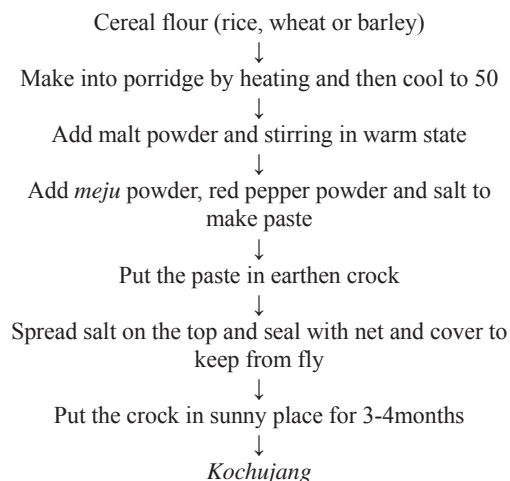 Cereal flour (rice, wheat or barley)
↓
Make into porridge by heating and then cool to 50
↓
Add malt powder and stirring in warm state
↓
Add meju powder, red pepper powder and salt to
make paste
↓
Put the paste in earthen crock
↓
Spread salt on the top and seal with net and cover to
keep from fly
↓
Put the crock in sunny place for 3-4months
↓
Kochujang